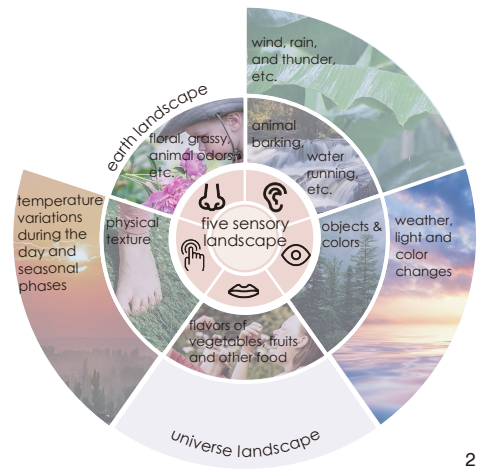 wind, rain,
and thunder,
etc.
earth landscape
floral, grassy,
animal odors,
etc.
animal
barking,
water
running,
etc.
temperature
variations
during the
day and
seasonal
phases
physical
texture
five sensory
landscape
objects &
colors
weather,
light and
color
changes
flavors of
vegetables, fruits
and other food
universe landscape
2